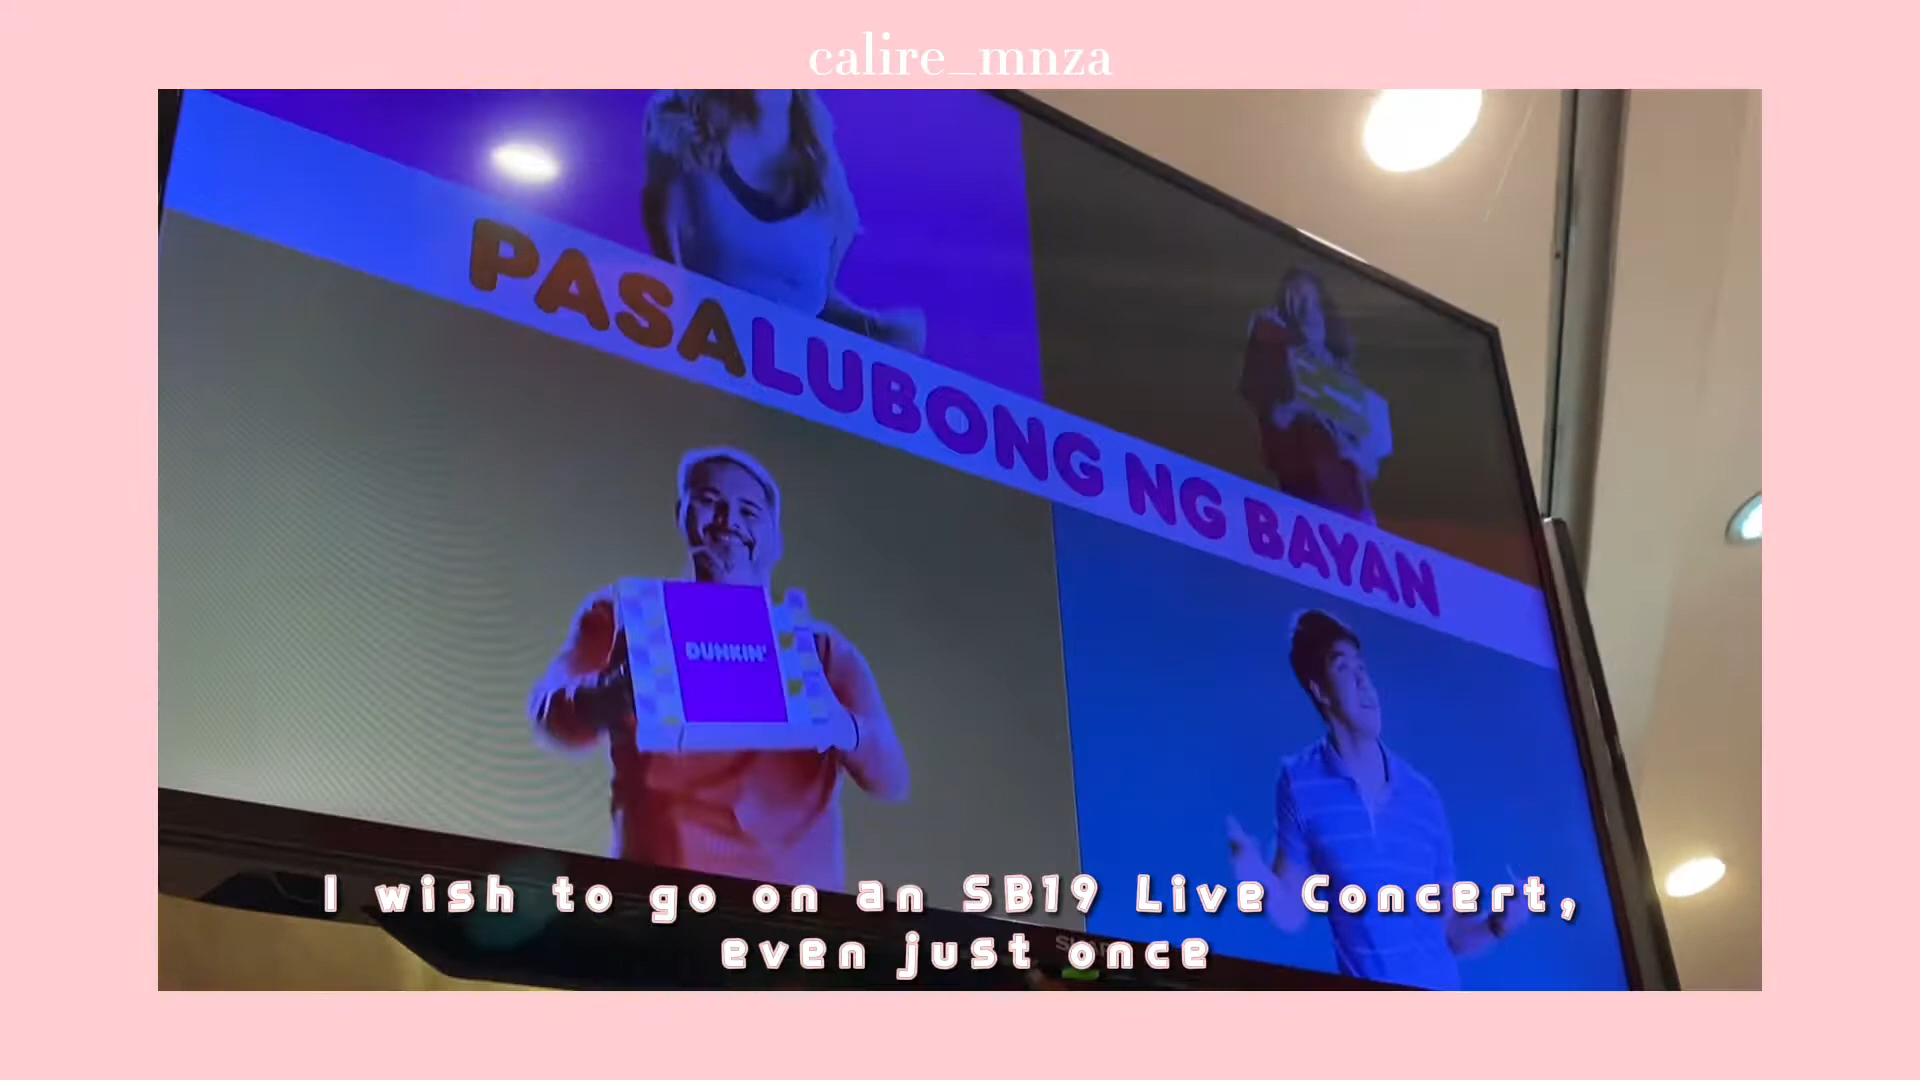 calire_mnza
PASALUBONG NG BAYAN
DUNKIN'
I wish to go on an SB19 Live Concert,
even just once